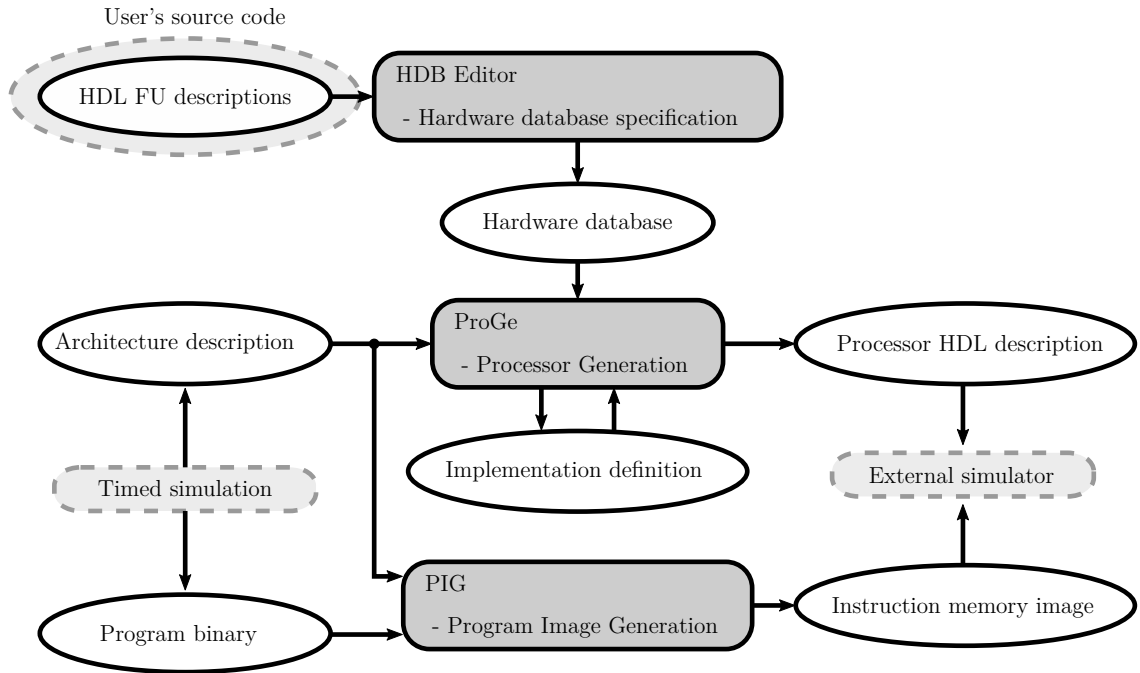 User's source code
HDL FU descriptions
HDB Editor
- Hardware database specification
Hardware database
Architecture description
ProGe
- Processor Generation
Processor HDL description
Implementation definition
Timed simulation
External simulator
PIG
- Program Image Generation
Program binary
Instruction memory image